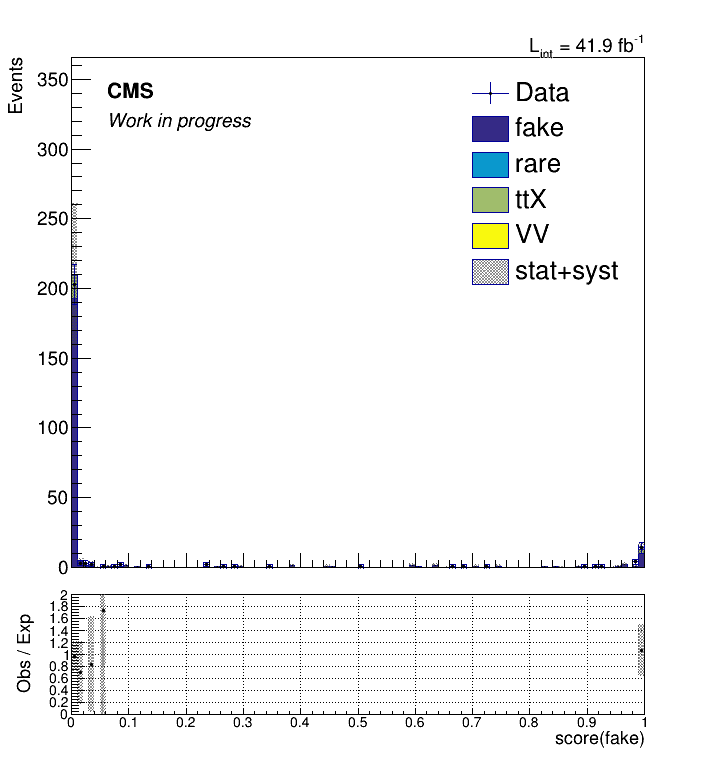 L_int = 41.9 fb^-1
Events
350
300
250
200
150
100
50
0
CMS
Work in progress
Data
fake
rare
ttX
VV
stat+syst
Obs / Exp
2
1.8
1.6
1.4
1.2
1
0.8
0.6
0.4
0.2
0
0 0.1 0.2 0.3 0.4 0.5 0.6 0.7 0.8 0.9 1
score(fake)